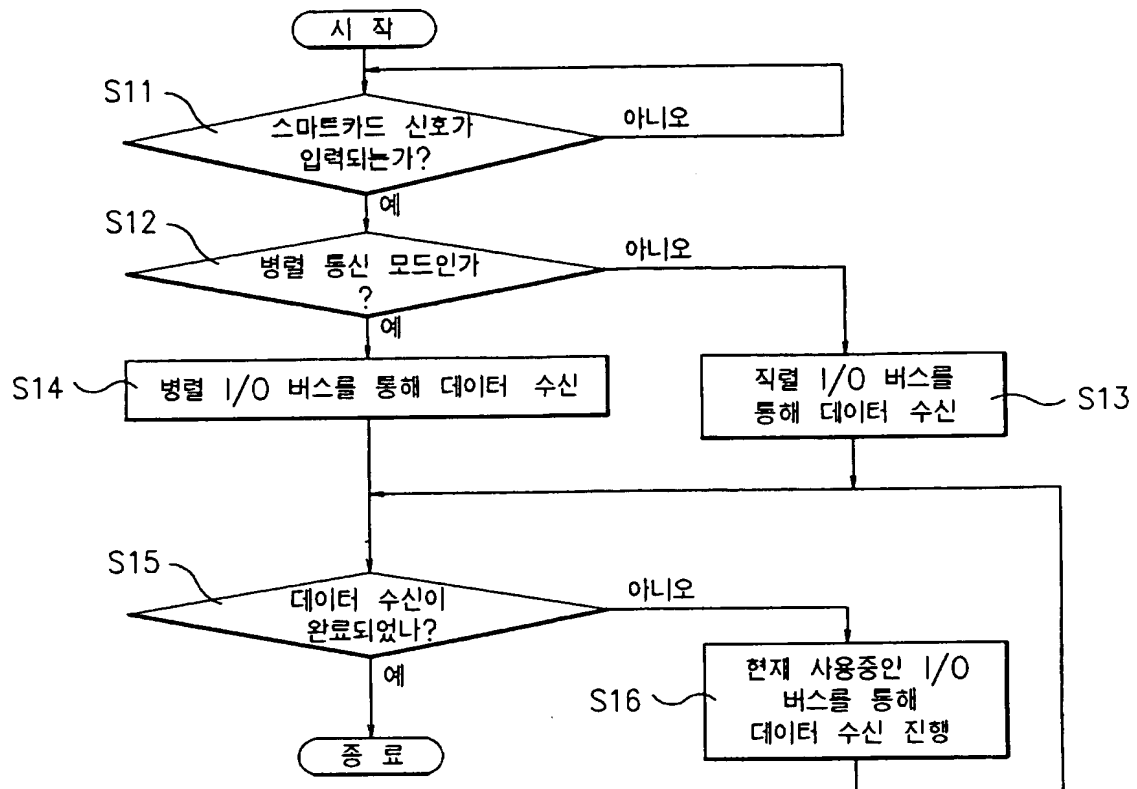 시 작
S11
스마트카드 신호가
입력되는가?
아니오
예
S12
병렬 통신 모드인가
?
아니오
예
S14
병렬 I/O 버스를 통해 데이터 수신
직렬 I/O 버스를
통해 데이터 수신
S13
S15
데이터 수신이
완료되었나?
아니오
예
S16
현재 사용중인 I/O
버스를 통해
데이터 수신 진행
종 료